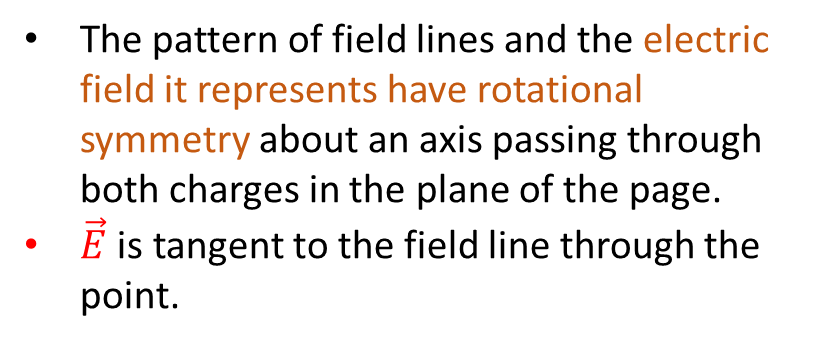 • The pattern of field lines and the electric
field it represents have rotational
symmetry about an axis passing through
both charges in the plane of the page.
• $\vec{E}$ is tangent to the field line through the
point.